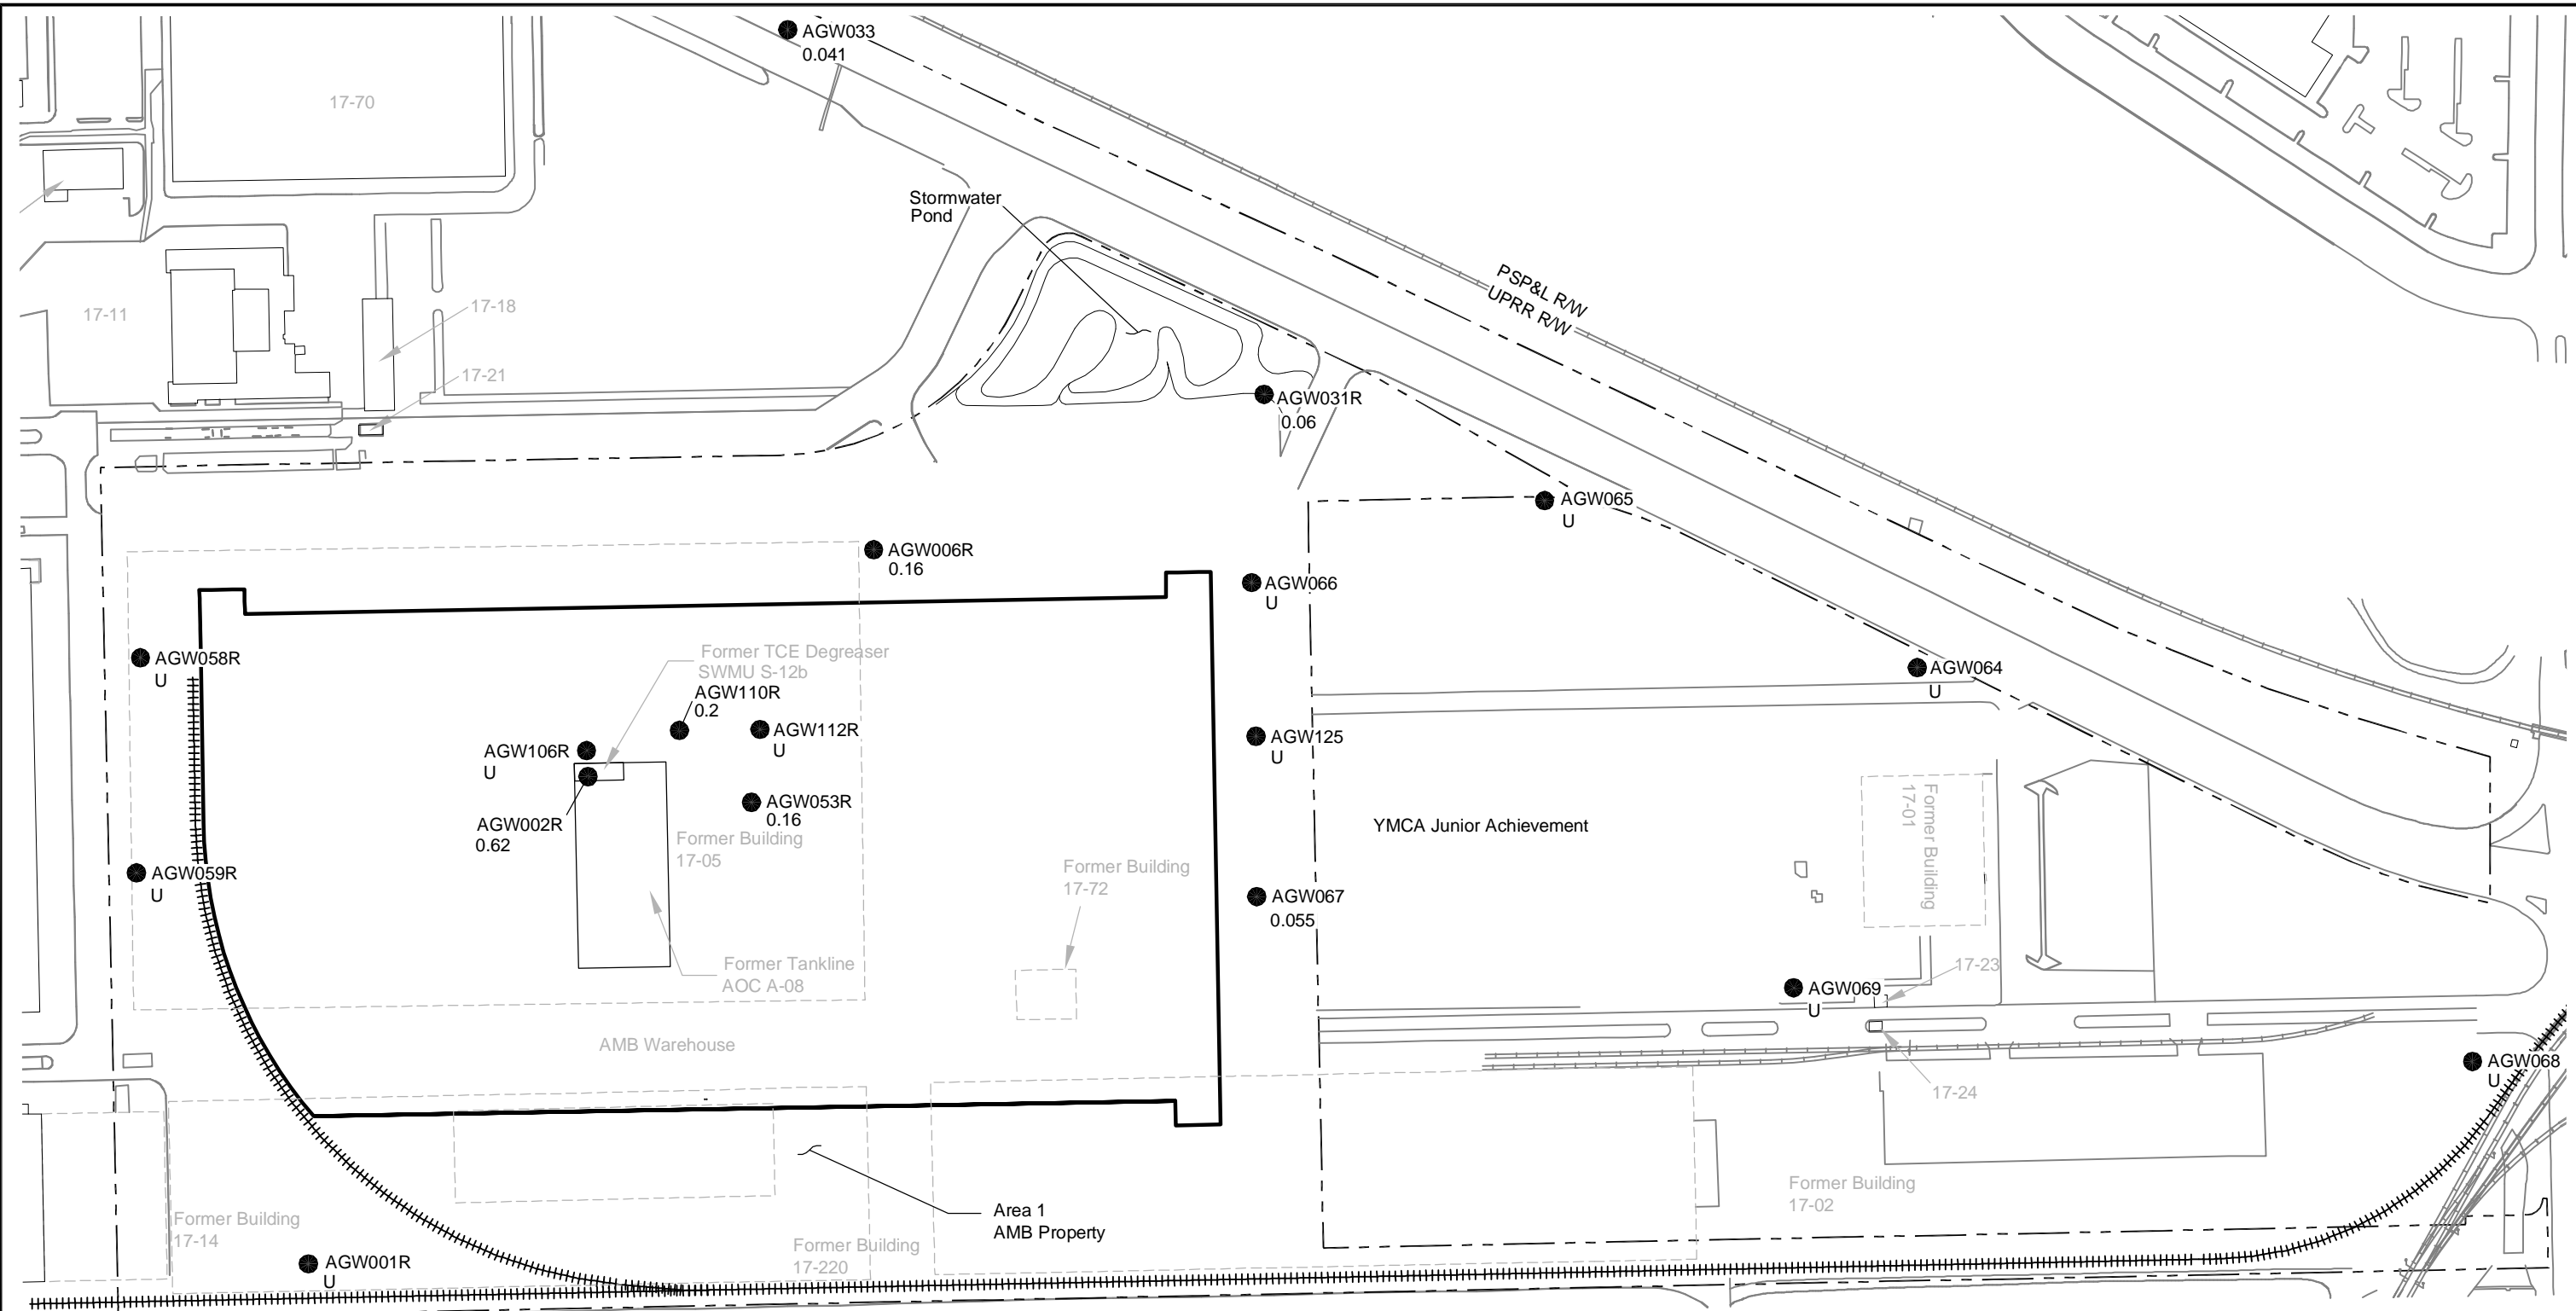 AGW033
0.041
17-70
Stormwater
Pond
PSP&L R/W
UPRR R/W
17-11
17-18
17-21
AGW031R
0.06
AGW065
U
AGW006R
0.16
AGW066
U
AGW058R
U
Former TCE Degreaser
SWMU S-12b
AGW110R
0.2
AGW064
U
AGW112R
U
AGW106R
U
AGW125
U
AGW053R
0.16
AGW002R
0.62
Former Building
17-05
YMCA Junior Achievement
Former Building
17-01
AGW059R
U
Former Building
17-72
AGW067
0.055
Former Tankline
AOC A-08
17-23
AGW069
U
AMB Warehouse
AGW068
U
17-24
Former Building
17-02
Area 1
AMB Property
Former Building
17-14
Former Building
17-220
AGW001R
U